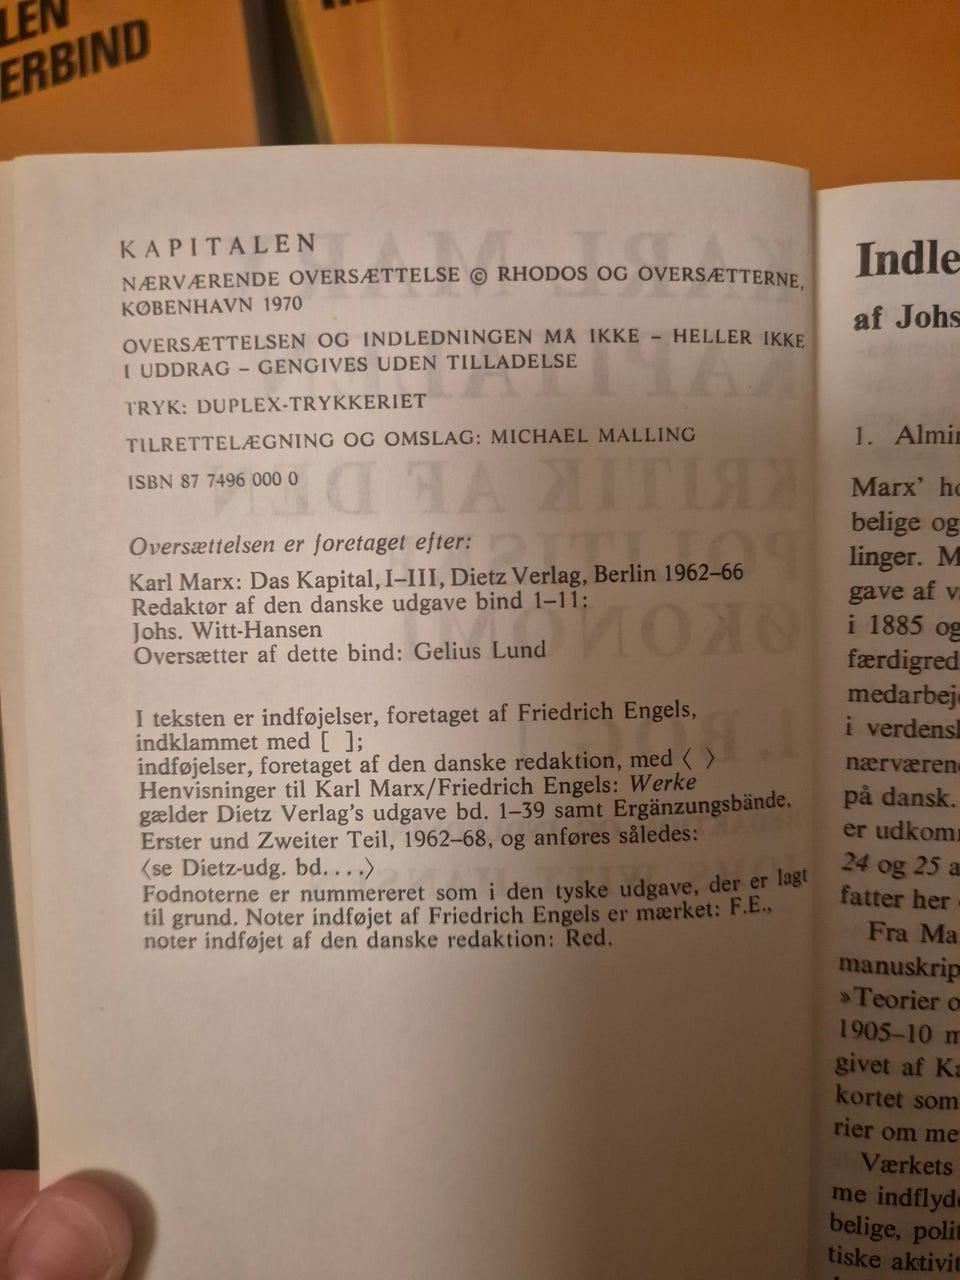 LEN
ERBIND
KAPITALEN
NÆRVÆRENDE OVERSÆTTELSE © RHODOS OG OVERSÆTTERNE,
KØBENHAVN 1970
OVERSÆTTELSEN OG INDLEDNINGEN MÅ IKKE – HELLER IKKE
I UDDRAG – GENGIVES UDEN TILLADELSE
TRYK: DUPLEX-TRYKKERIET
TILRETTELÆGNING OG OMSLAG: MICHAEL MALLING
ISBN 87 7496 000 0
Oversættelsen er foretaget efter:
Karl Marx: Das Kapital, I–III, Dietz Verlag, Berlin 1962–66
Redaktør af den danske udgave bind 1–11:
Johs. Witt-Hansen
Oversætter af dette bind: Gelius Lund
I teksten er indføjelser, foretaget af Friedrich Engels,
indklammet med [ ];
indføjelser, foretaget af den danske redaktion, med ⟨ ⟩
Henvisninger til Karl Marx/Friedrich Engels: Werke
gælder Dietz Verlag's udgave bd. 1–39 samt Ergänzungsbände,
Erster und Zweiter Teil, 1962–68, og anføres således:
⟨se Dietz-udg. bd. . . .⟩
Fodnoterne er nummereret som i den tyske udgave, der er lagt
til grund. Noter indføjet af Friedrich Engels er mærket: F.E.,
noter indføjet af den danske redaktion: Red.
Indle
af Johs
1. Almin
Marx' ho
belige og
linger. M
gave af v
i 1885 og
færdigred
medarbej
i verdensk
nærværen
på dansk.
er udkom
24 og 25 a
fatter her
Fra Ma
manuskrip
»Teorier o
1905–10 n
givet af Ka
kortet som
rier om me
Værkets
me indflyd
belige, polit
tiske aktivit